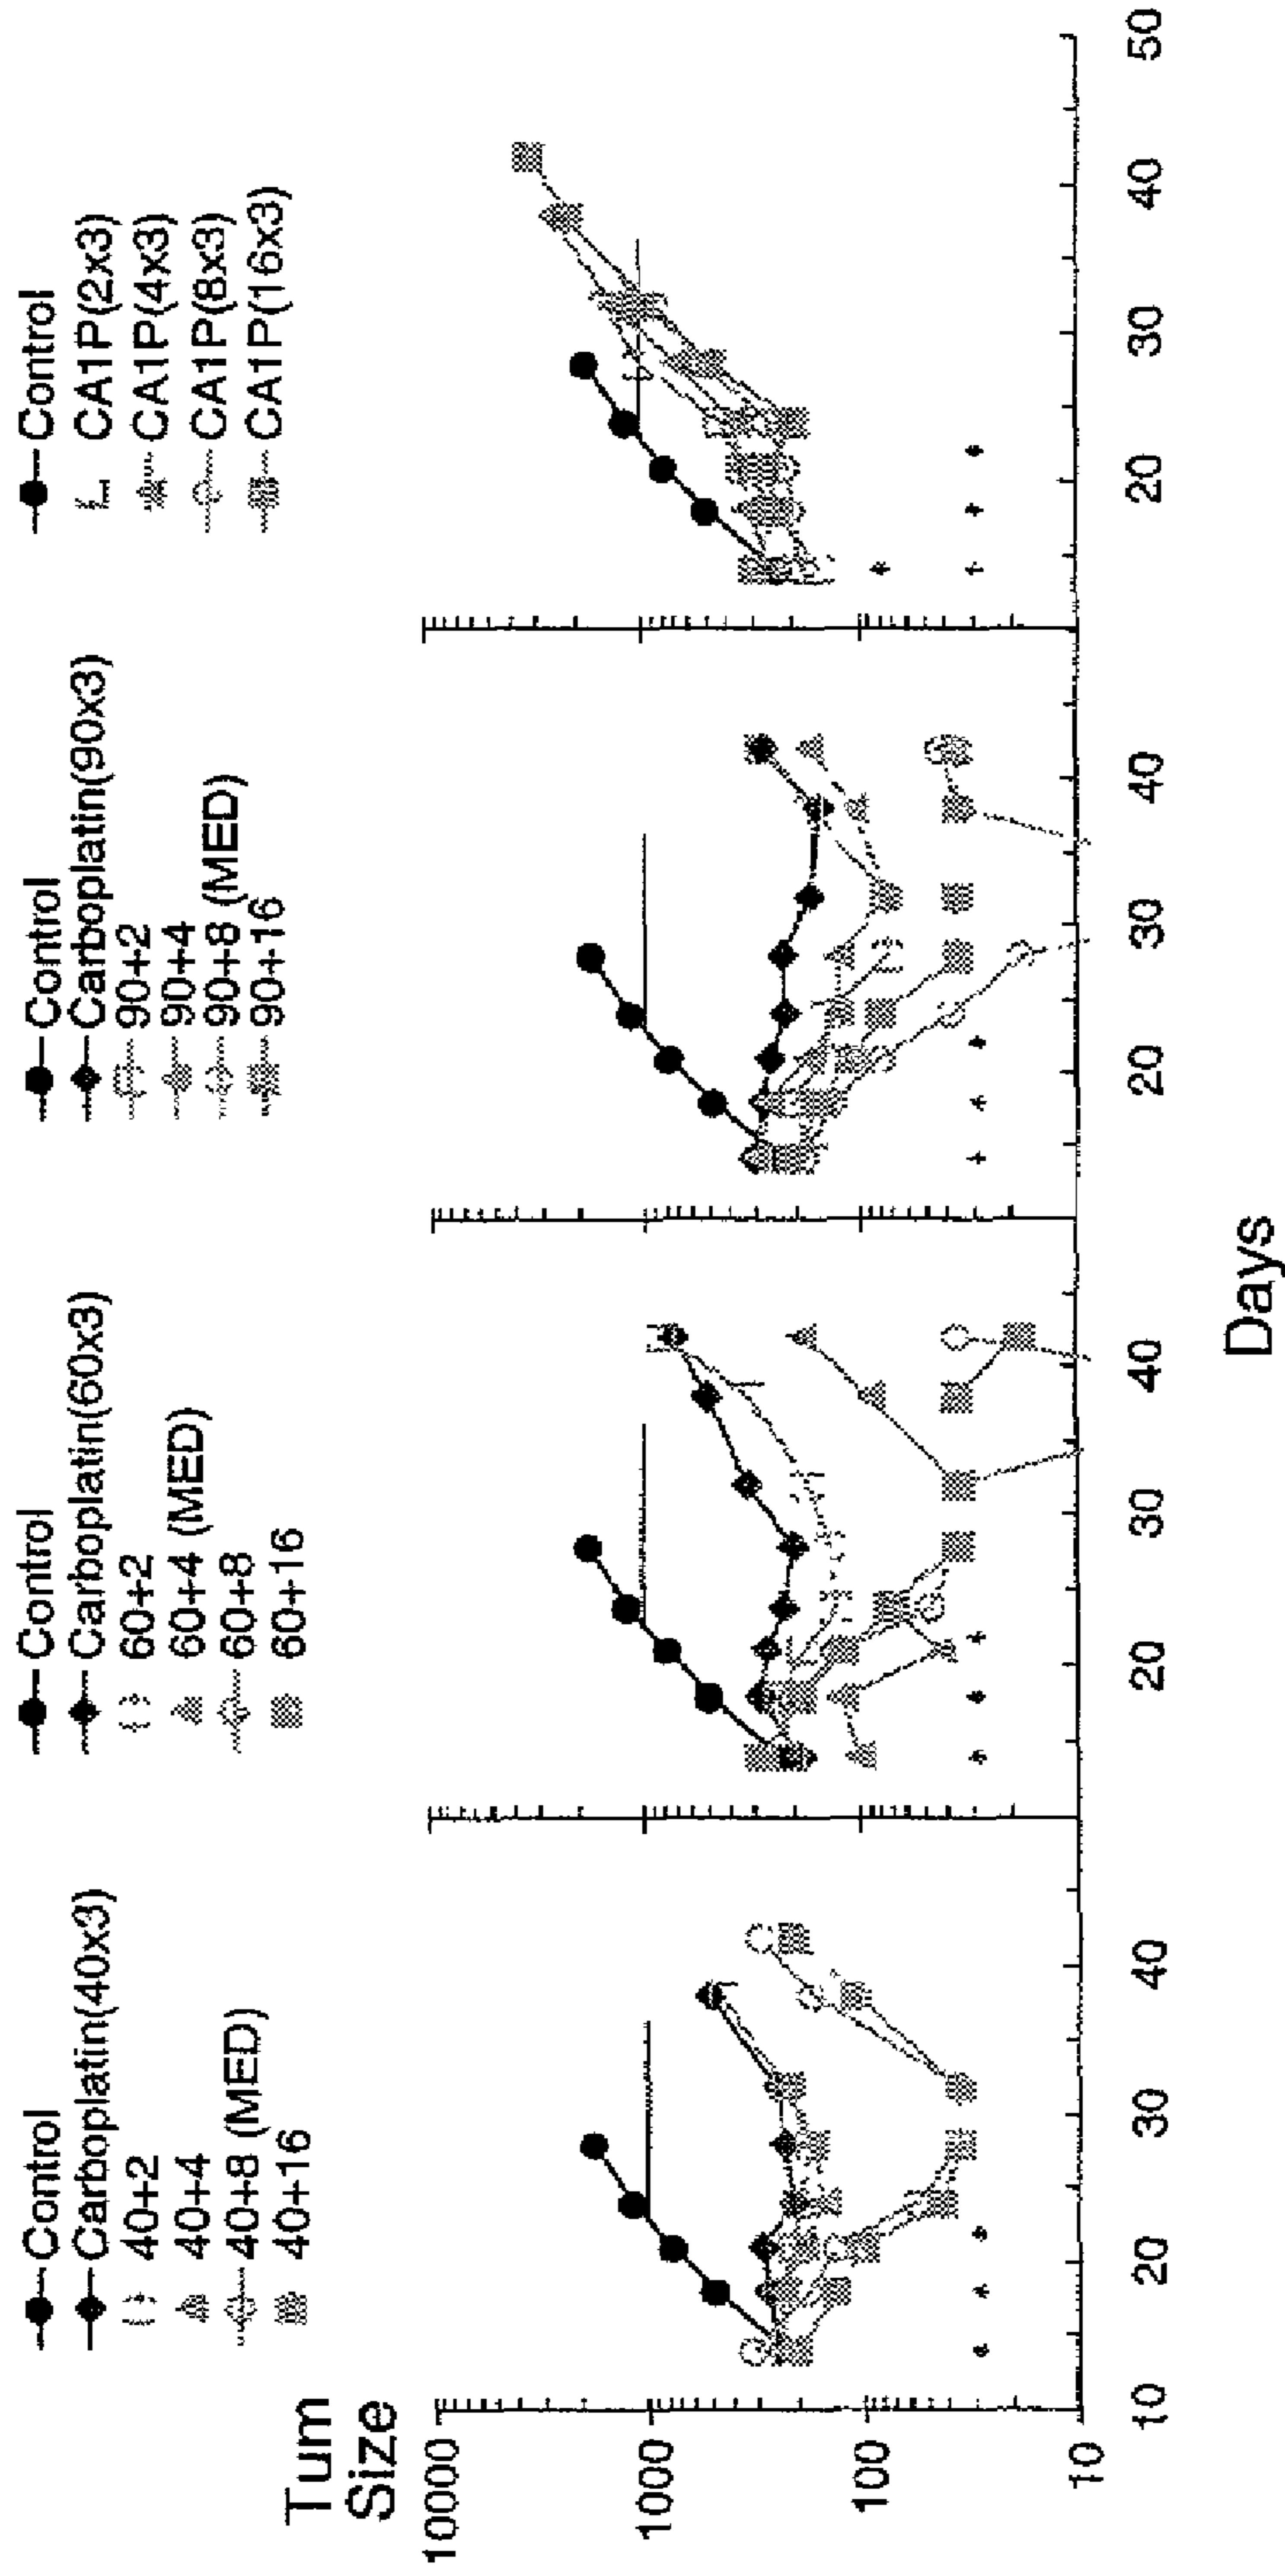 Control
Carboplatin(40x3)
40+2
40+4
40+8 (MED)
40+16
Control
Carboplatin(60x3)
60+2
60+4 (MED)
60+8
60+16
Control
Carboplatin(90x3)
90+2
90+4
90+8 (MED)
90+16
Control
CA1P(2x3)
CA1P(4x3)
CA1P(8x3)
CA1P(16x3)
Tum
Size
10000
1000
100
10
10 20 30 40 20 30 40 20 30 40 20 30 40 50
Days